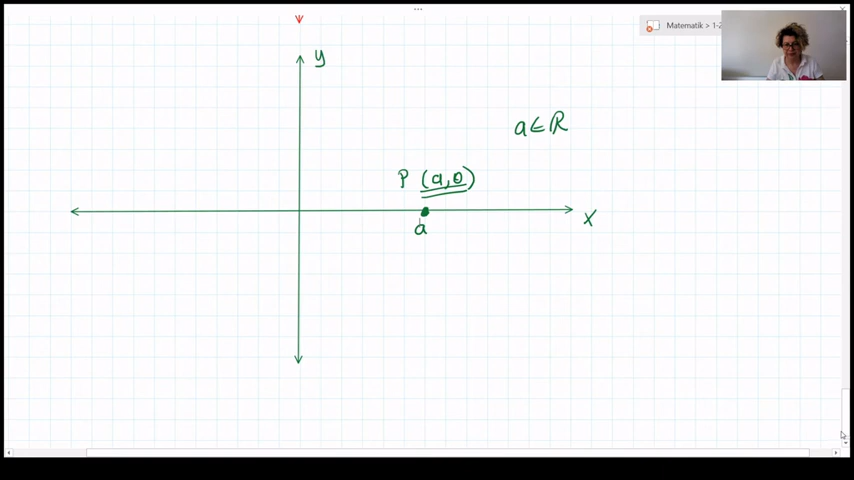 Matematik > 1-2
y
a ∈ R
P (a,0)
a
x